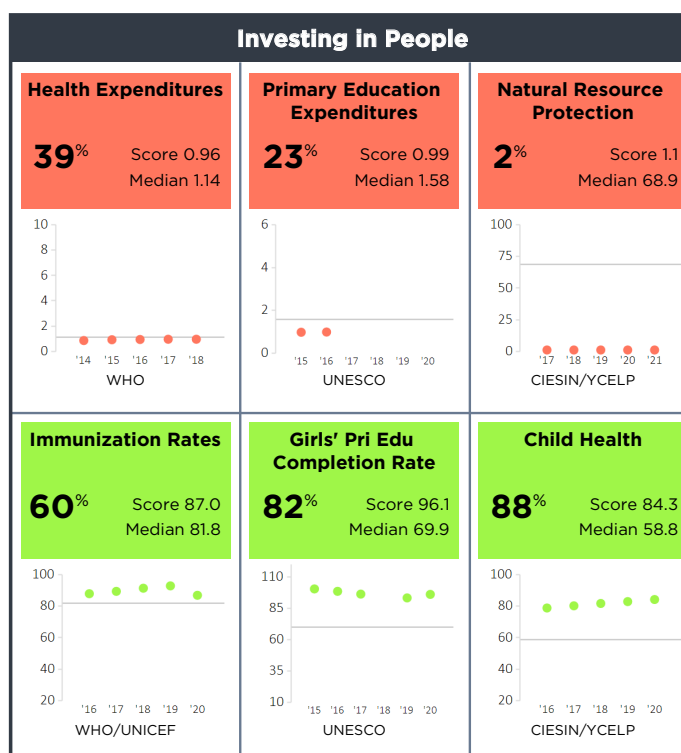 Investing in People
Health Expenditures
39%
Score 0.96
Median 1.14
10
8
6
4
2
0
'14 '15 '16 '17 '18
WHO
Primary Education
Expenditures
23%
Score 0.99
Median 1.58
6
4
2
0
'15 '16 '17 '18 '19 '20
UNESCO
Natural Resource
Protection
2%
Score 1.1
Median 68.9
100
75
50
25
0
'17 '18 '19 '20 '21
CIESIN/YCELP
Immunization Rates
60%
Score 87.0
Median 81.8
100
80
60
40
20
'16 '17 '18 '19 '20
WHO/UNICEF
Girls' Pri Edu
Completion Rate
82%
Score 96.1
Median 69.9
110
85
60
35
10
'15 '16 '17 '18 '19 '20
UNESCO
Child Health
88%
Score 84.3
Median 58.8
100
80
60
40
20
'16 '17 '18 '19 '20
CIESIN/YCELP